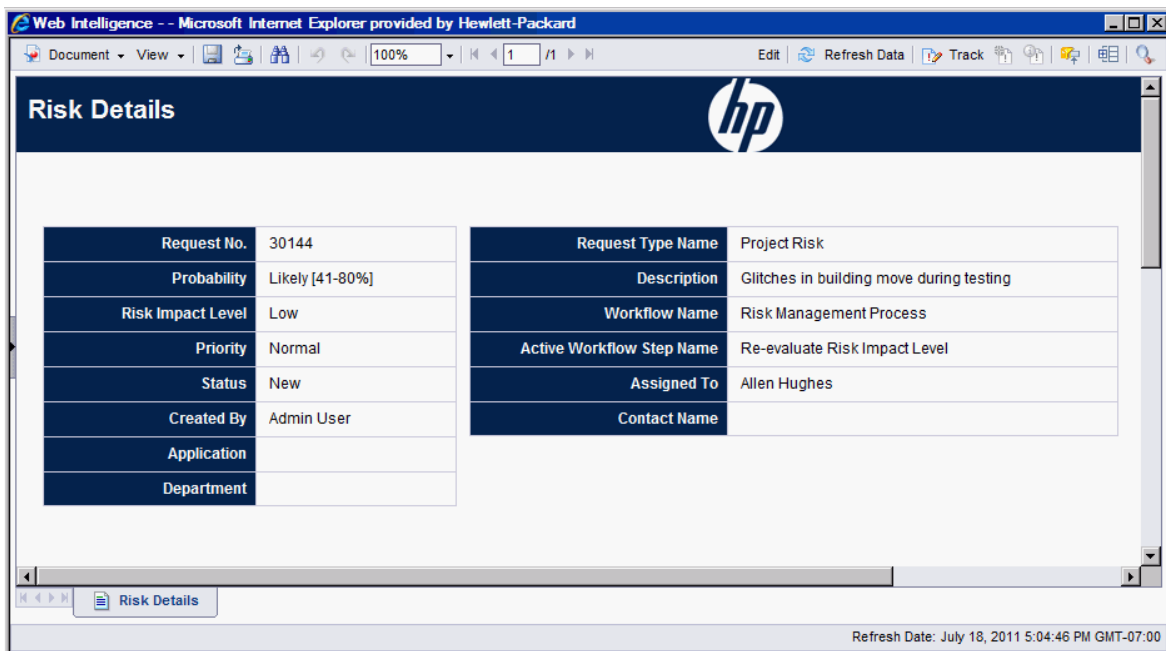 Web Intelligence - - Microsoft Internet Explorer provided by Hewlett-Packard
Document View 100% 1 /1 Edit Refresh Data Track
Risk Details
hp
Request No. 30144 Request Type Name Project Risk
Probability Likely [41-80%] Description Glitches in building move during testing
Risk Impact Level Low Workflow Name Risk Management Process
Priority Normal Active Workflow Step Name Re-evaluate Risk Impact Level
Status New Assigned To Allen Hughes
Created By Admin User Contact Name
Application
Department
Risk Details
Refresh Date: July 18, 2011 5:04:46 PM GMT-07:00